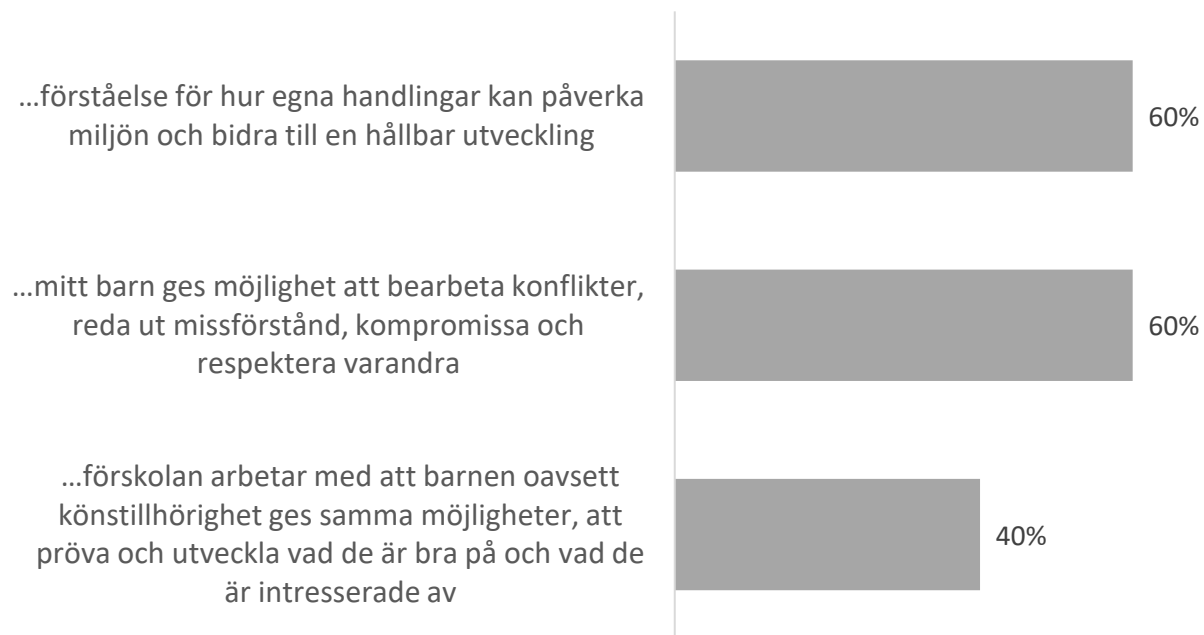 ...förståelse för hur egna handlingar kan påverka
miljön och bidra till en hållbar utveckling
60%
...mitt barn ges möjlighet att bearbeta konflikter,
reda ut missförstånd, kompromissa och
respektera varandra
60%
...förskolan arbetar med att barnen oavsett
könstillhörighet ges samma möjligheter, att
pröva och utveckla vad de är bra på och vad de
är intresserade av
40%